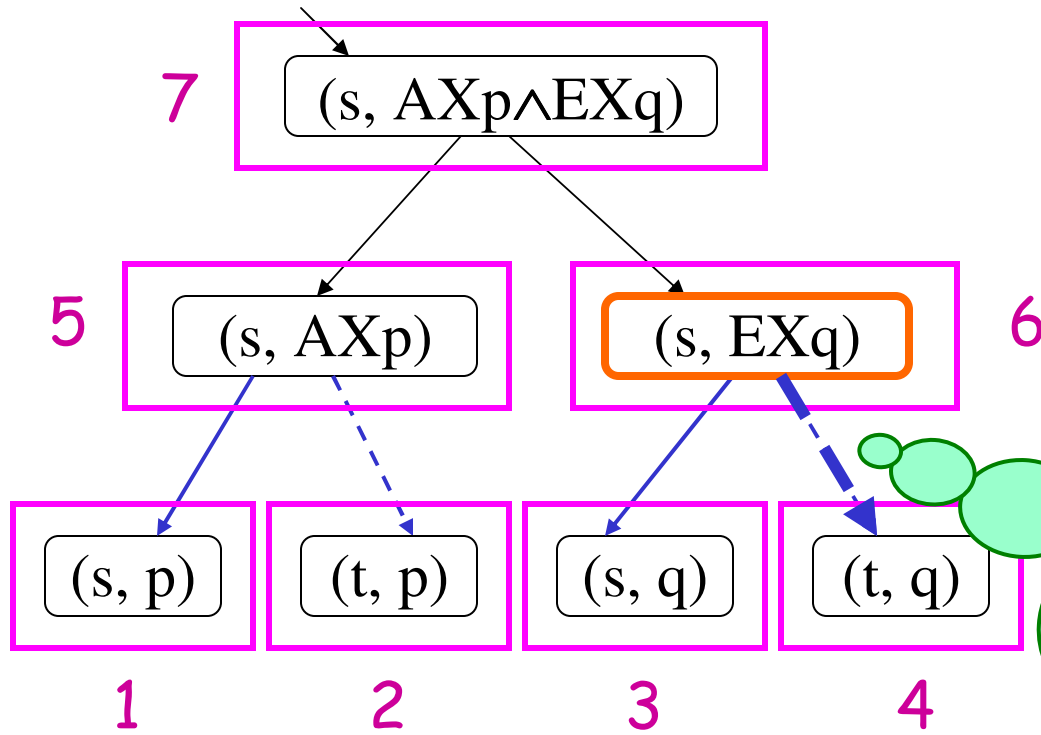 7
(s, AXp∧EXq)
5
(s, AXp)
(s, EXq)
6
(s, p)
(t, p)
(s, q)
(t, q)
1
2
3
4